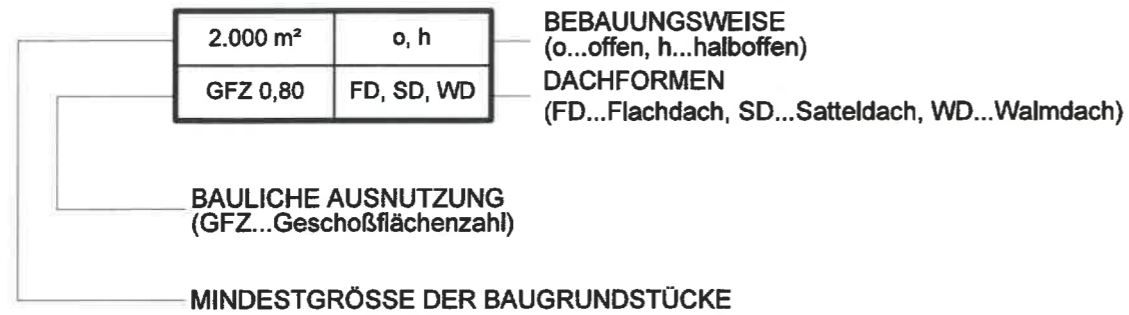 2.000 m²
o, h
BEBAUUNGSWEISE
(o...offen, h...halboffen)
GFZ 0,80
FD, SD, WD
DACHFORMEN
(FD...Flachdach, SD...Satteldach, WD...Walmdach)
BAULICHE AUSNUTZUNG
(GFZ...Geschoßflächenzahl)
MINDESTGRÖSSE DER BAUGRUNDSTÜCKE